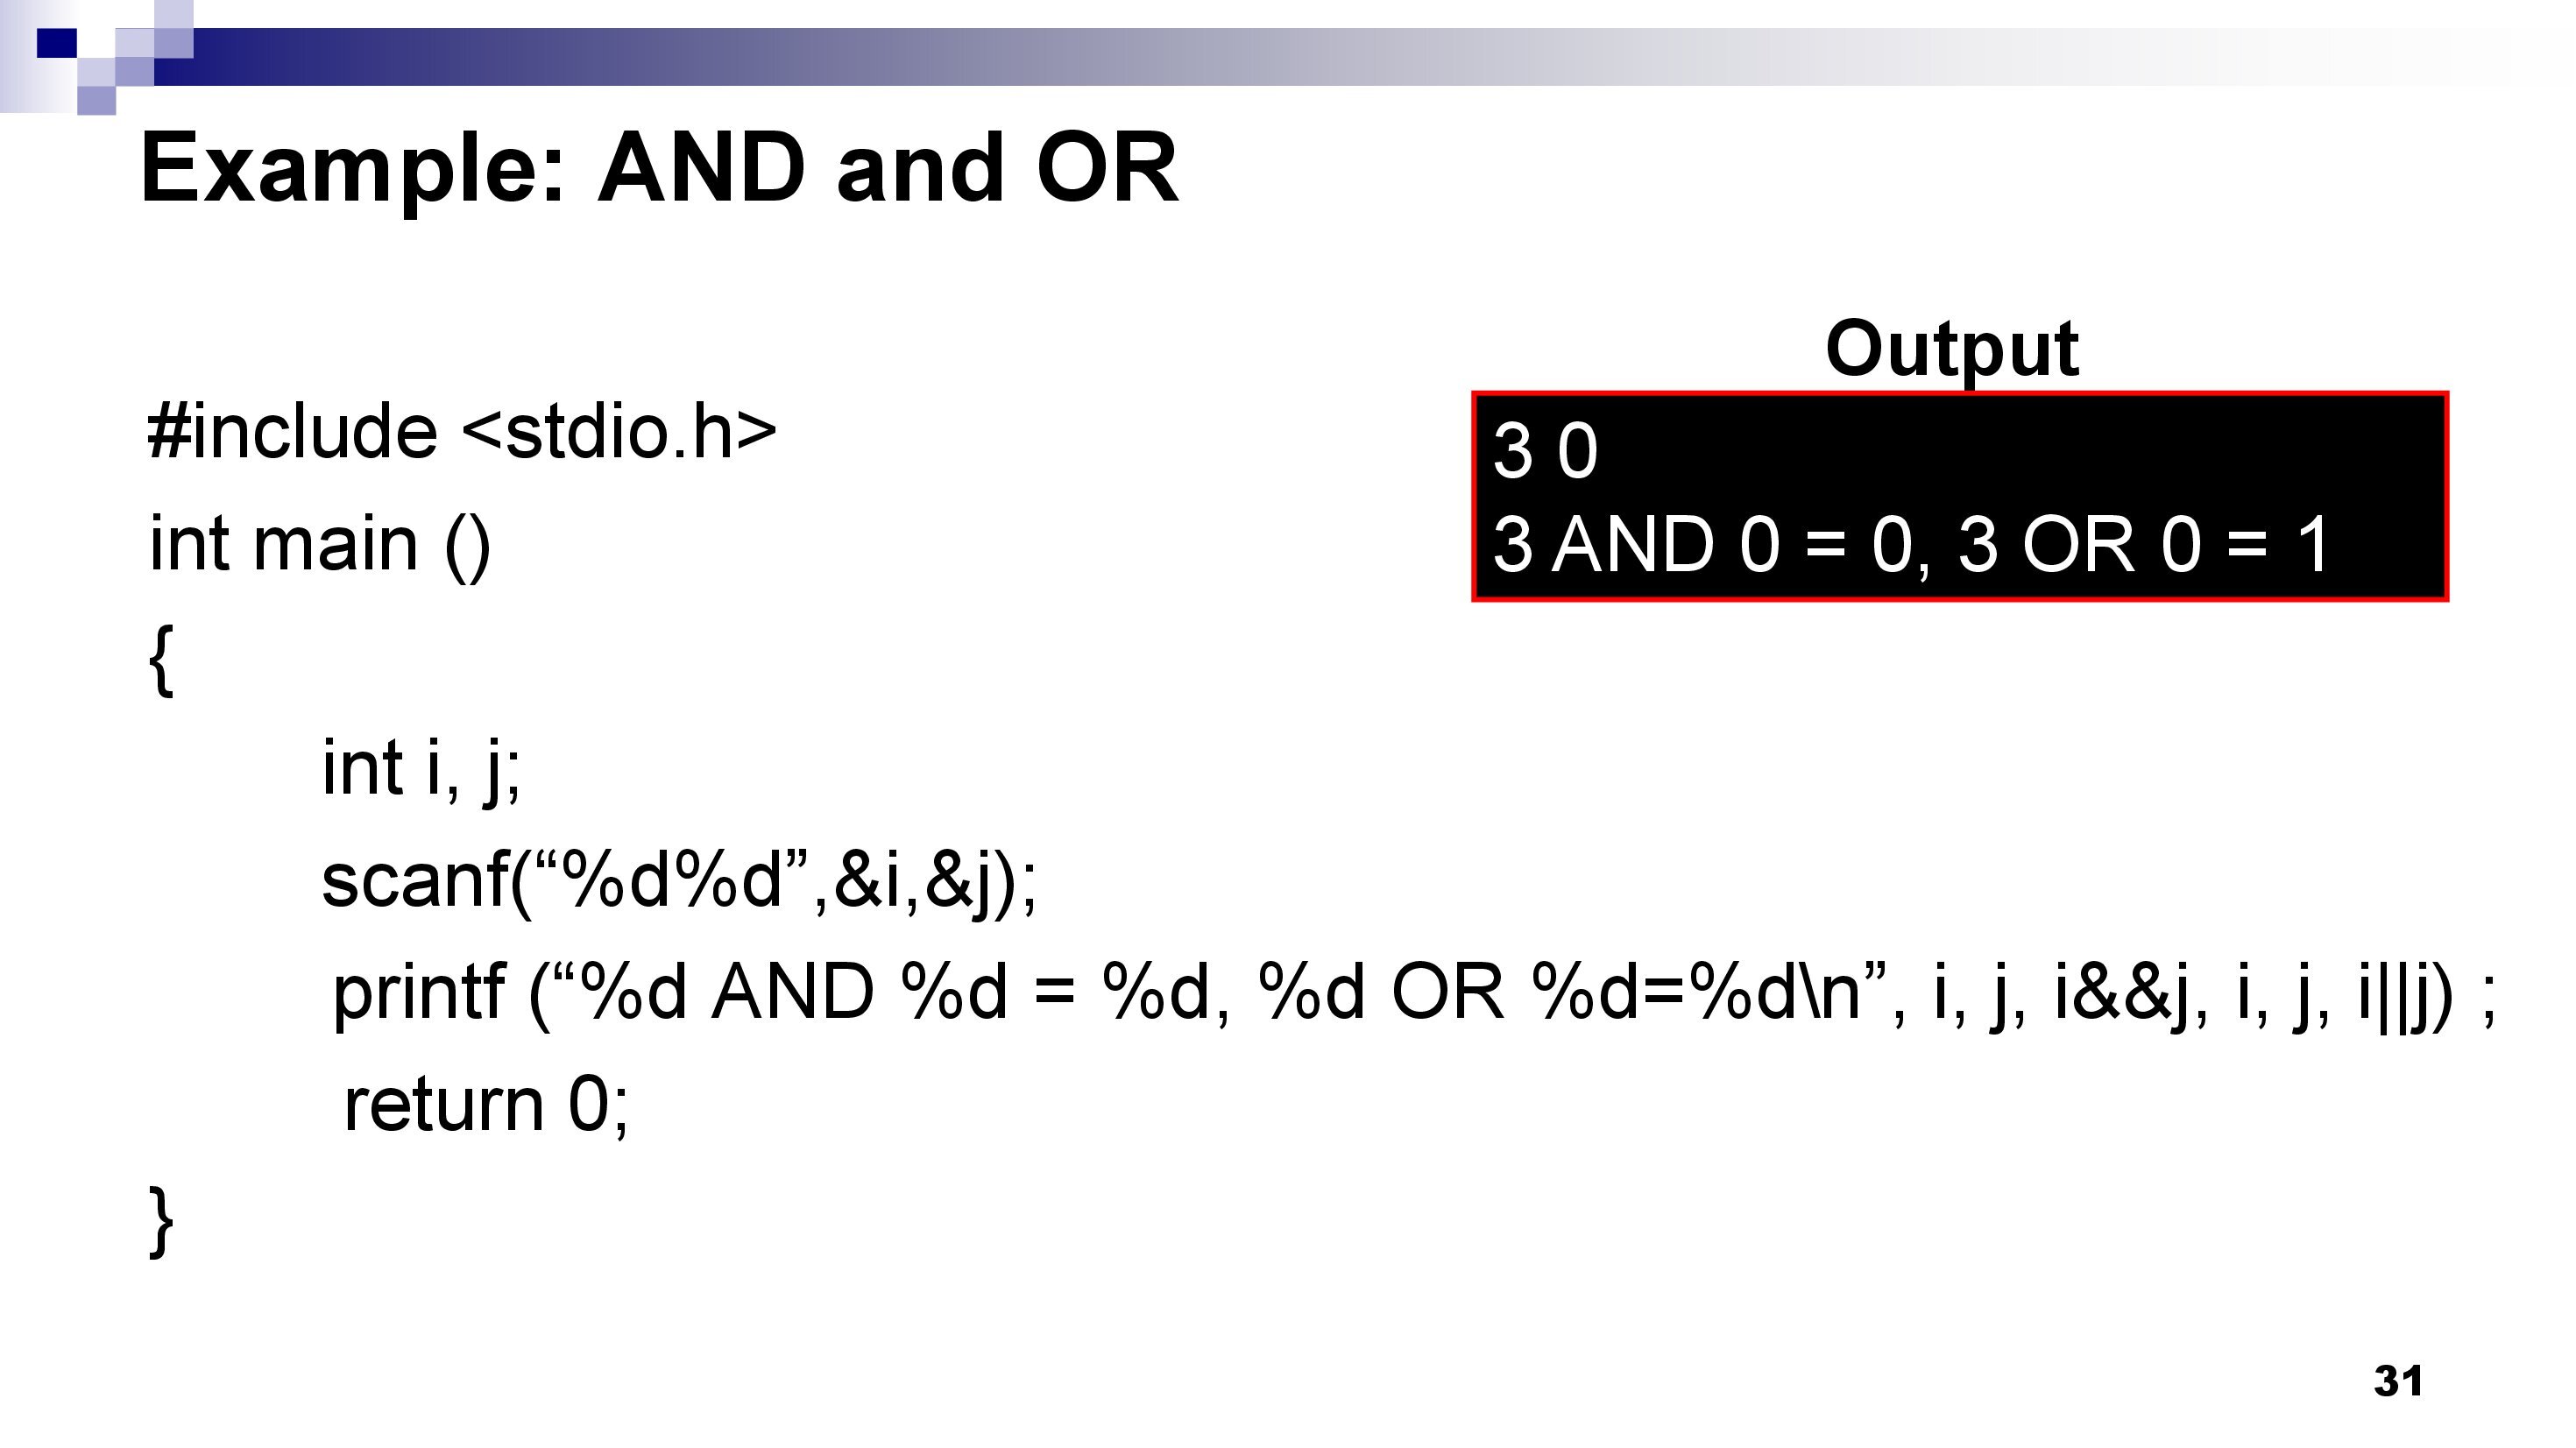 Example: AND and OR
Output
3 0
3 AND 0 = 0, 3 OR 0 = 1
#include <stdio.h>
int main ()
{
int i, j;
scanf(“%d%d”,&i,&j);
printf (“%d AND %d = %d, %d OR %d=%d\n”, i, j, i&&j, i, j, i||j) ;
return 0;
}
31